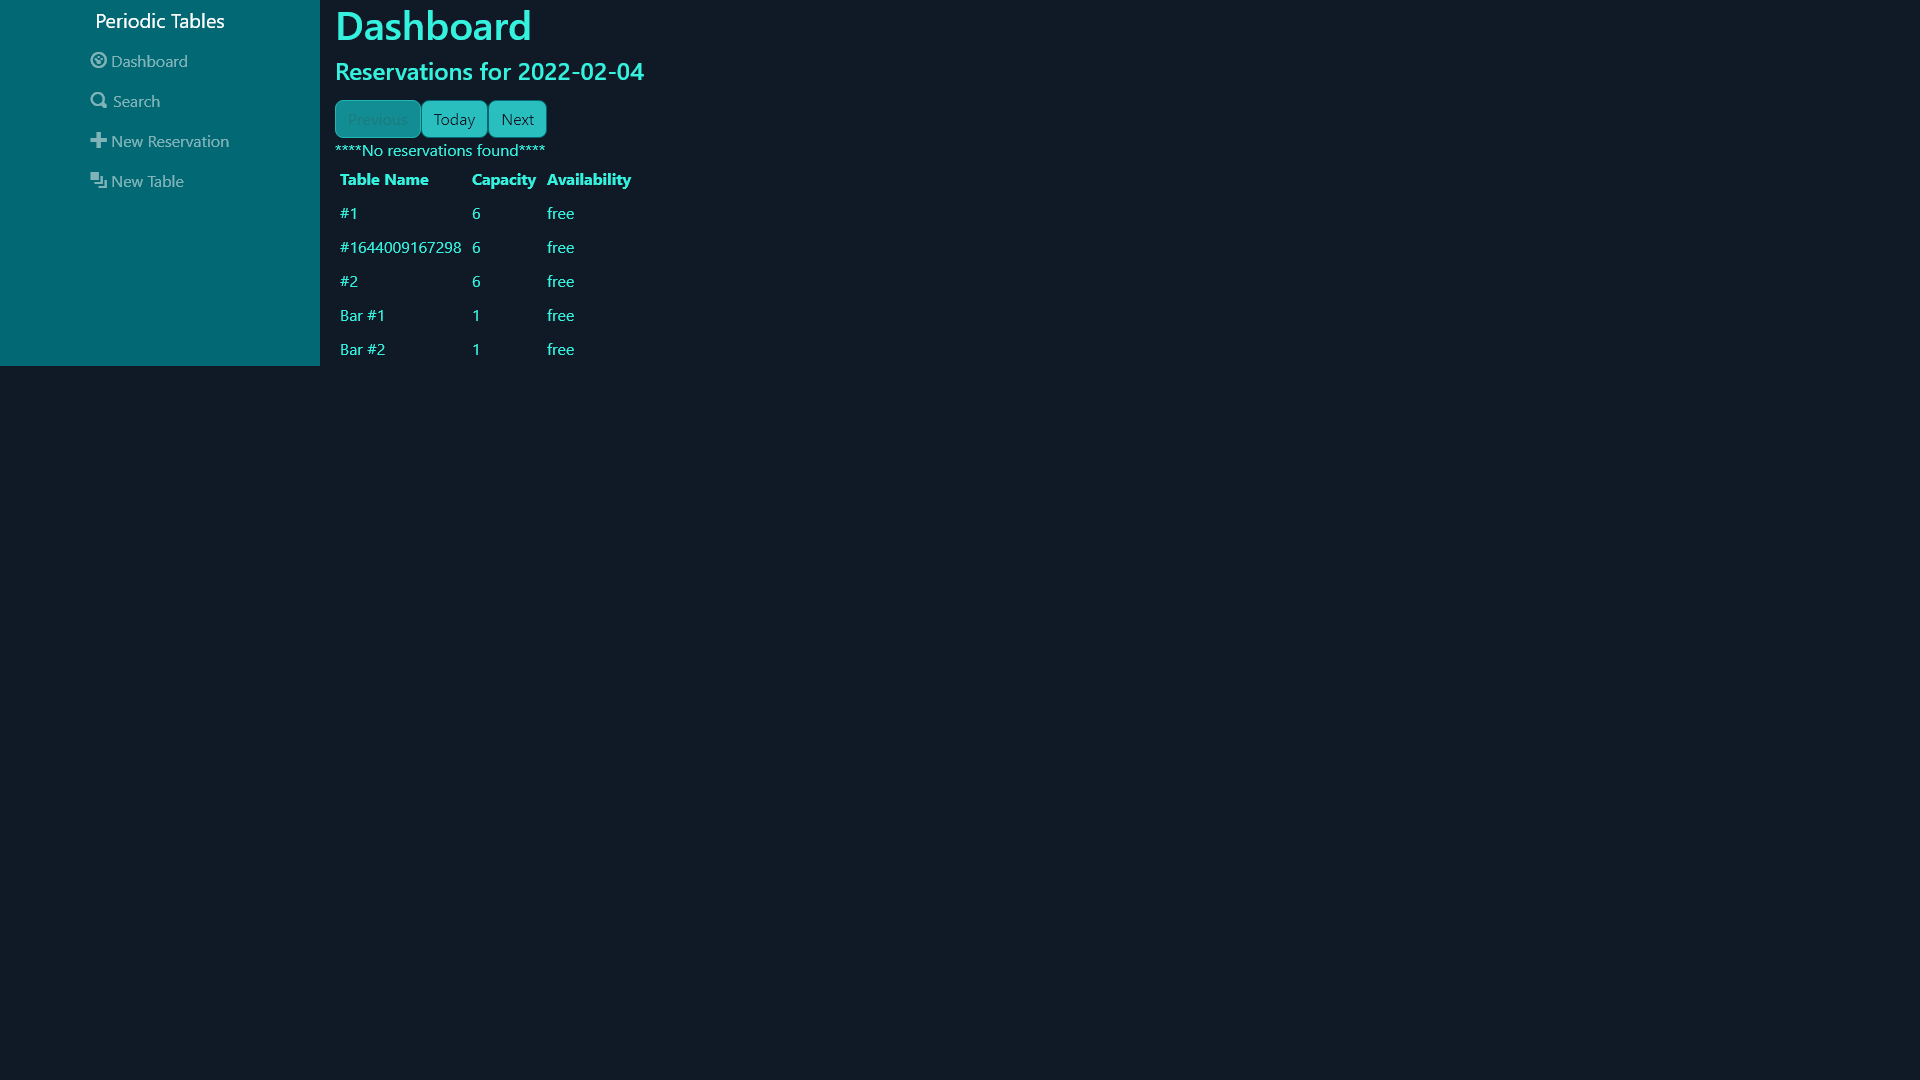 Periodic Tables
Dashboard
Search
New Reservation
New Table
Dashboard
Reservations for 2022-02-04
Previous Today Next
****No reservations found****
Table Name Capacity Availability
#1 6 free
#1644009167298 6 free
#2 6 free
Bar #1 1 free
Bar #2 1 free